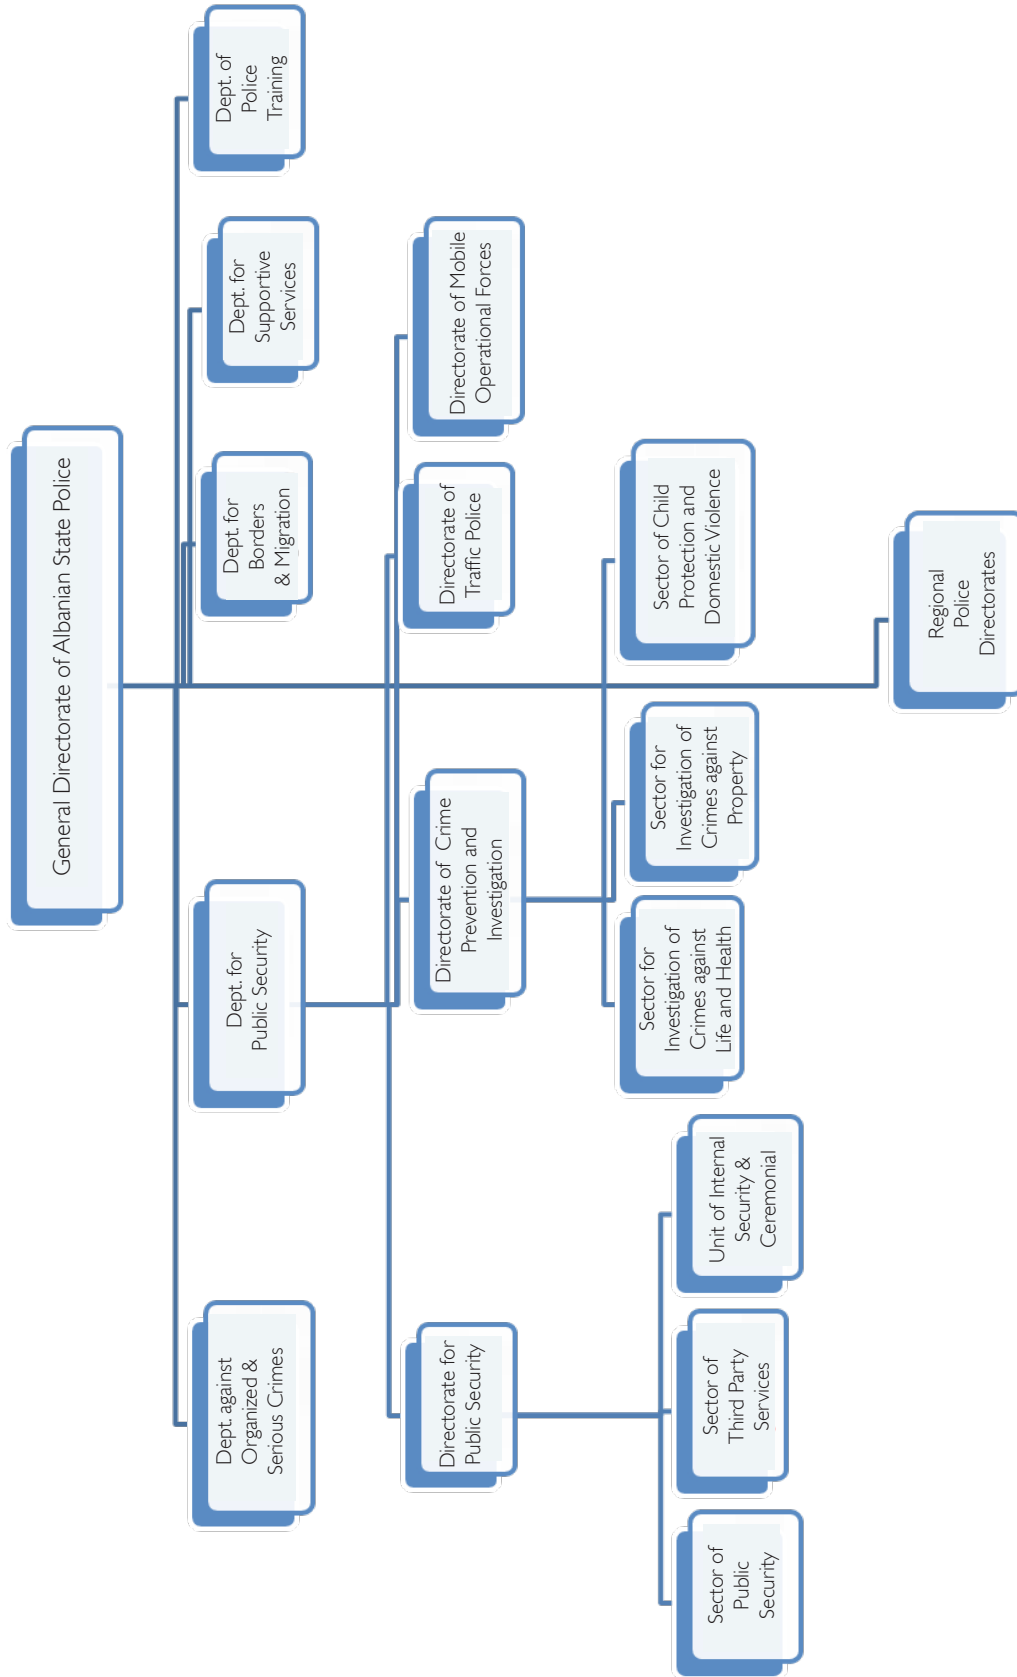 General Directorate of Albanian State Police
Dept. against
Organized &
Serious Crimes
Dept. for
Public Security
Dept. for
Borders
& Migration
Dept. for
Supportive
Services
Dept. of
Police
Training
Directorate for
Public Security
Directorate of Crime
Prevention and
Investigation
Directorate of
Traffic Police
Directorate of Mobile
Operational Forces
Sector of
Public
Security
Sector of
Third Party
Services
Unit of Internal
Security &
Ceremonial
Sector for
Investigation of
Crimes against
Life and Health
Sector for
Investigation of
Crimes against
Property
Sector of Child
Protection and
Domestic Violence
Regional
Police
Directorates